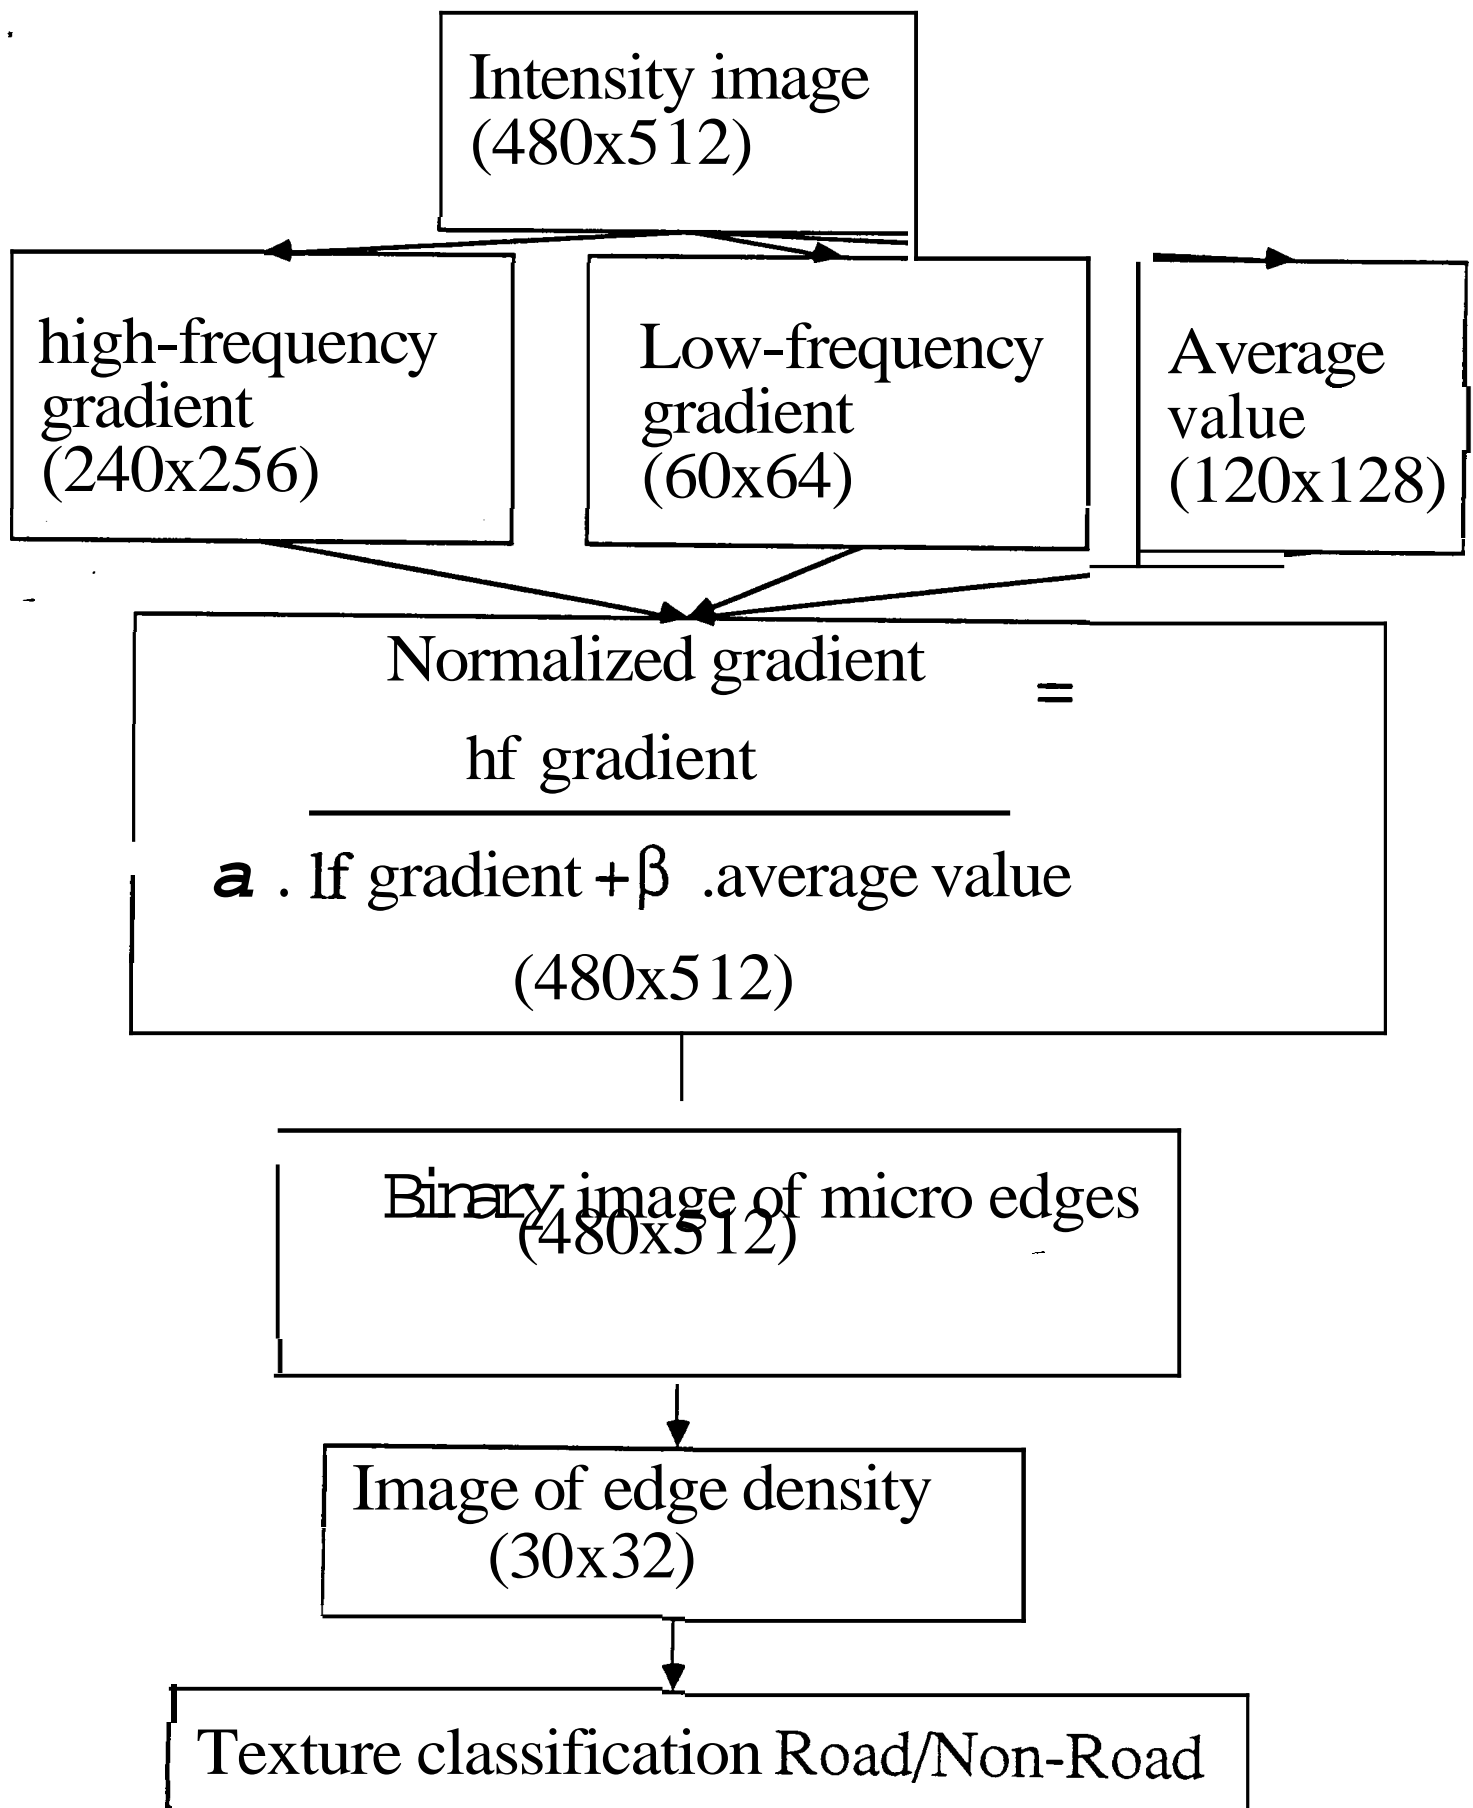 Intensity image
(480x512)
high-frequency
gradient
(240x256)
Low-frequency
gradient
(60x64)
Average
value
(120x128)
Normalized gradient =
hf gradient
a . lf gradient + β .average value
(480x512)
Binary image of micro edges
(480x512)
Image of edge density
(30x32)
Texture classification Road/Non-Road